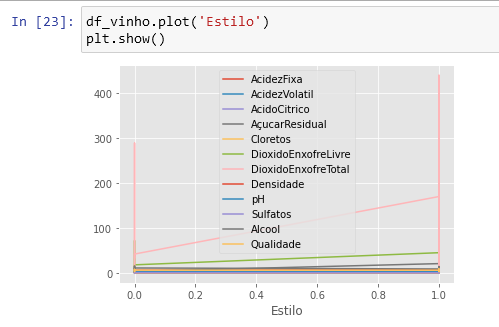 In [23]: df_vinho.plot('Estilo')
plt.show()
AcidezFixa
AcidezVolatil
AcidoCitrico
AçucarResidual
Cloretos
DioxidoEnxofreLivre
DioxidoEnxofreTotal
Densidade
pH
Sulfatos
Alcool
Qualidade
400
300
200
100
0
0.0 0.2 0.4 0.6 0.8 1.0
Estilo